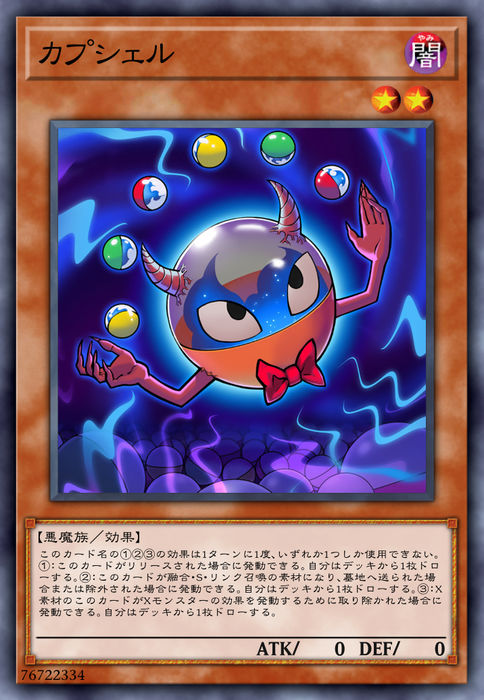 カプシェル
やみ
闇
【悪魔族／効果】
このカード名の①②③の効果は1ターンに1度、いずれか1つしか使用できない。
①：このカードがリリースされた場合に発動できる。自分はデッキから1枚ドロ
ーする。②：このカードが融合・S・リンク召喚の素材になり、墓地へ送られた場
合または除外された場合に発動できる。自分はデッキから1枚ドローする。③：X
素材のこのカードがXモンスターの効果を発動するために取り除かれた場合に
発動できる。自分はデッキから1枚ドローする。
ATK/ 0 DEF/ 0
76722334